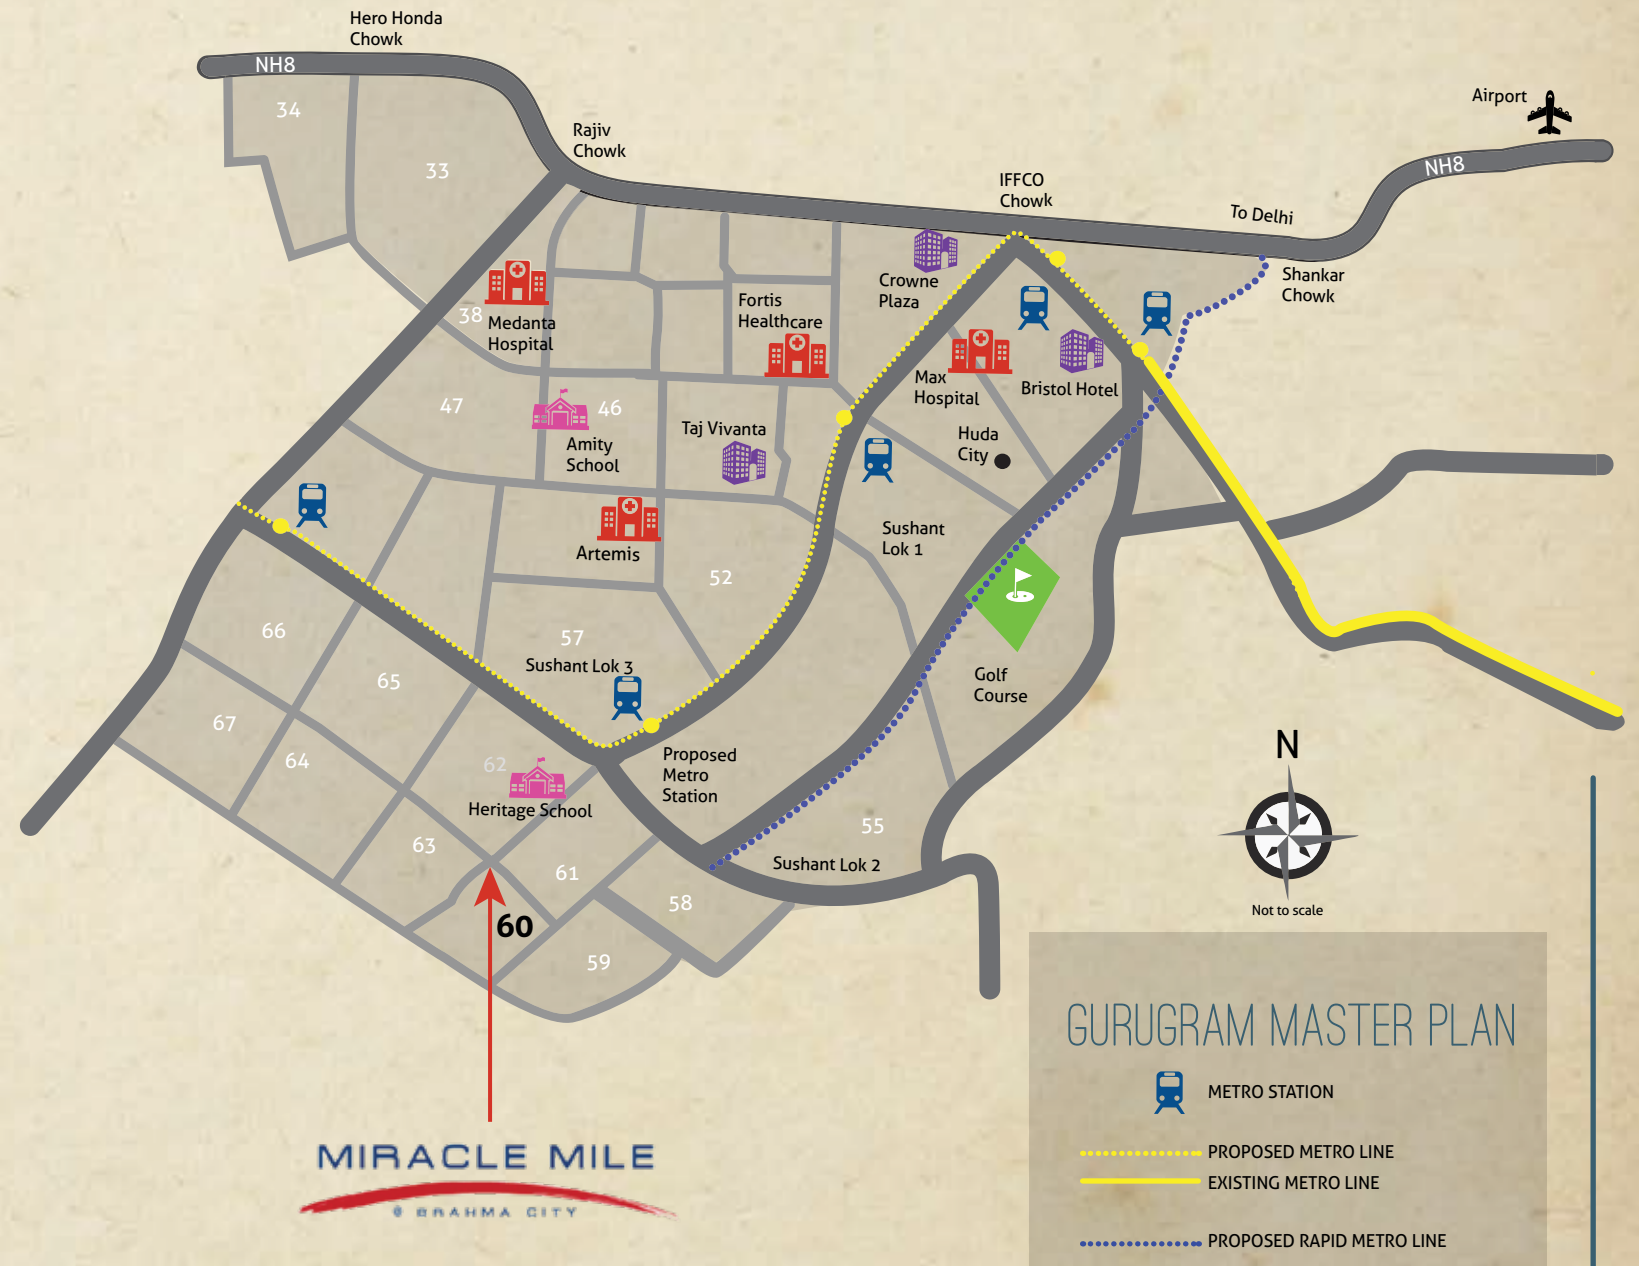 Hero Honda
Chowk
NH8
34
33
Rajiv
Chowk
Airport
NH8
IFFCO
Chowk
To Delhi
Shankar
Chowk
Crowne
Plaza
38
Medanta
Hospital
Fortis
Healthcare
Max
Hospital
Bristol Hotel
47
46
Amity
School
Taj Vivanta
Huda
City
Artemis
Sushant
Lok 1
52
66
57
Sushant Lok 3
65
Golf
Course
67
64
62
Heritage School
Proposed
Metro
Station
63
61
55
Sushant Lok 2
58
60
59
N
Not to scale
MIRACLE MILE
@ BRAHMA CITY
GURUGRAM MASTER PLAN
METRO STATION
PROPOSED METRO LINE
EXISTING METRO LINE
PROPOSED RAPID METRO LINE